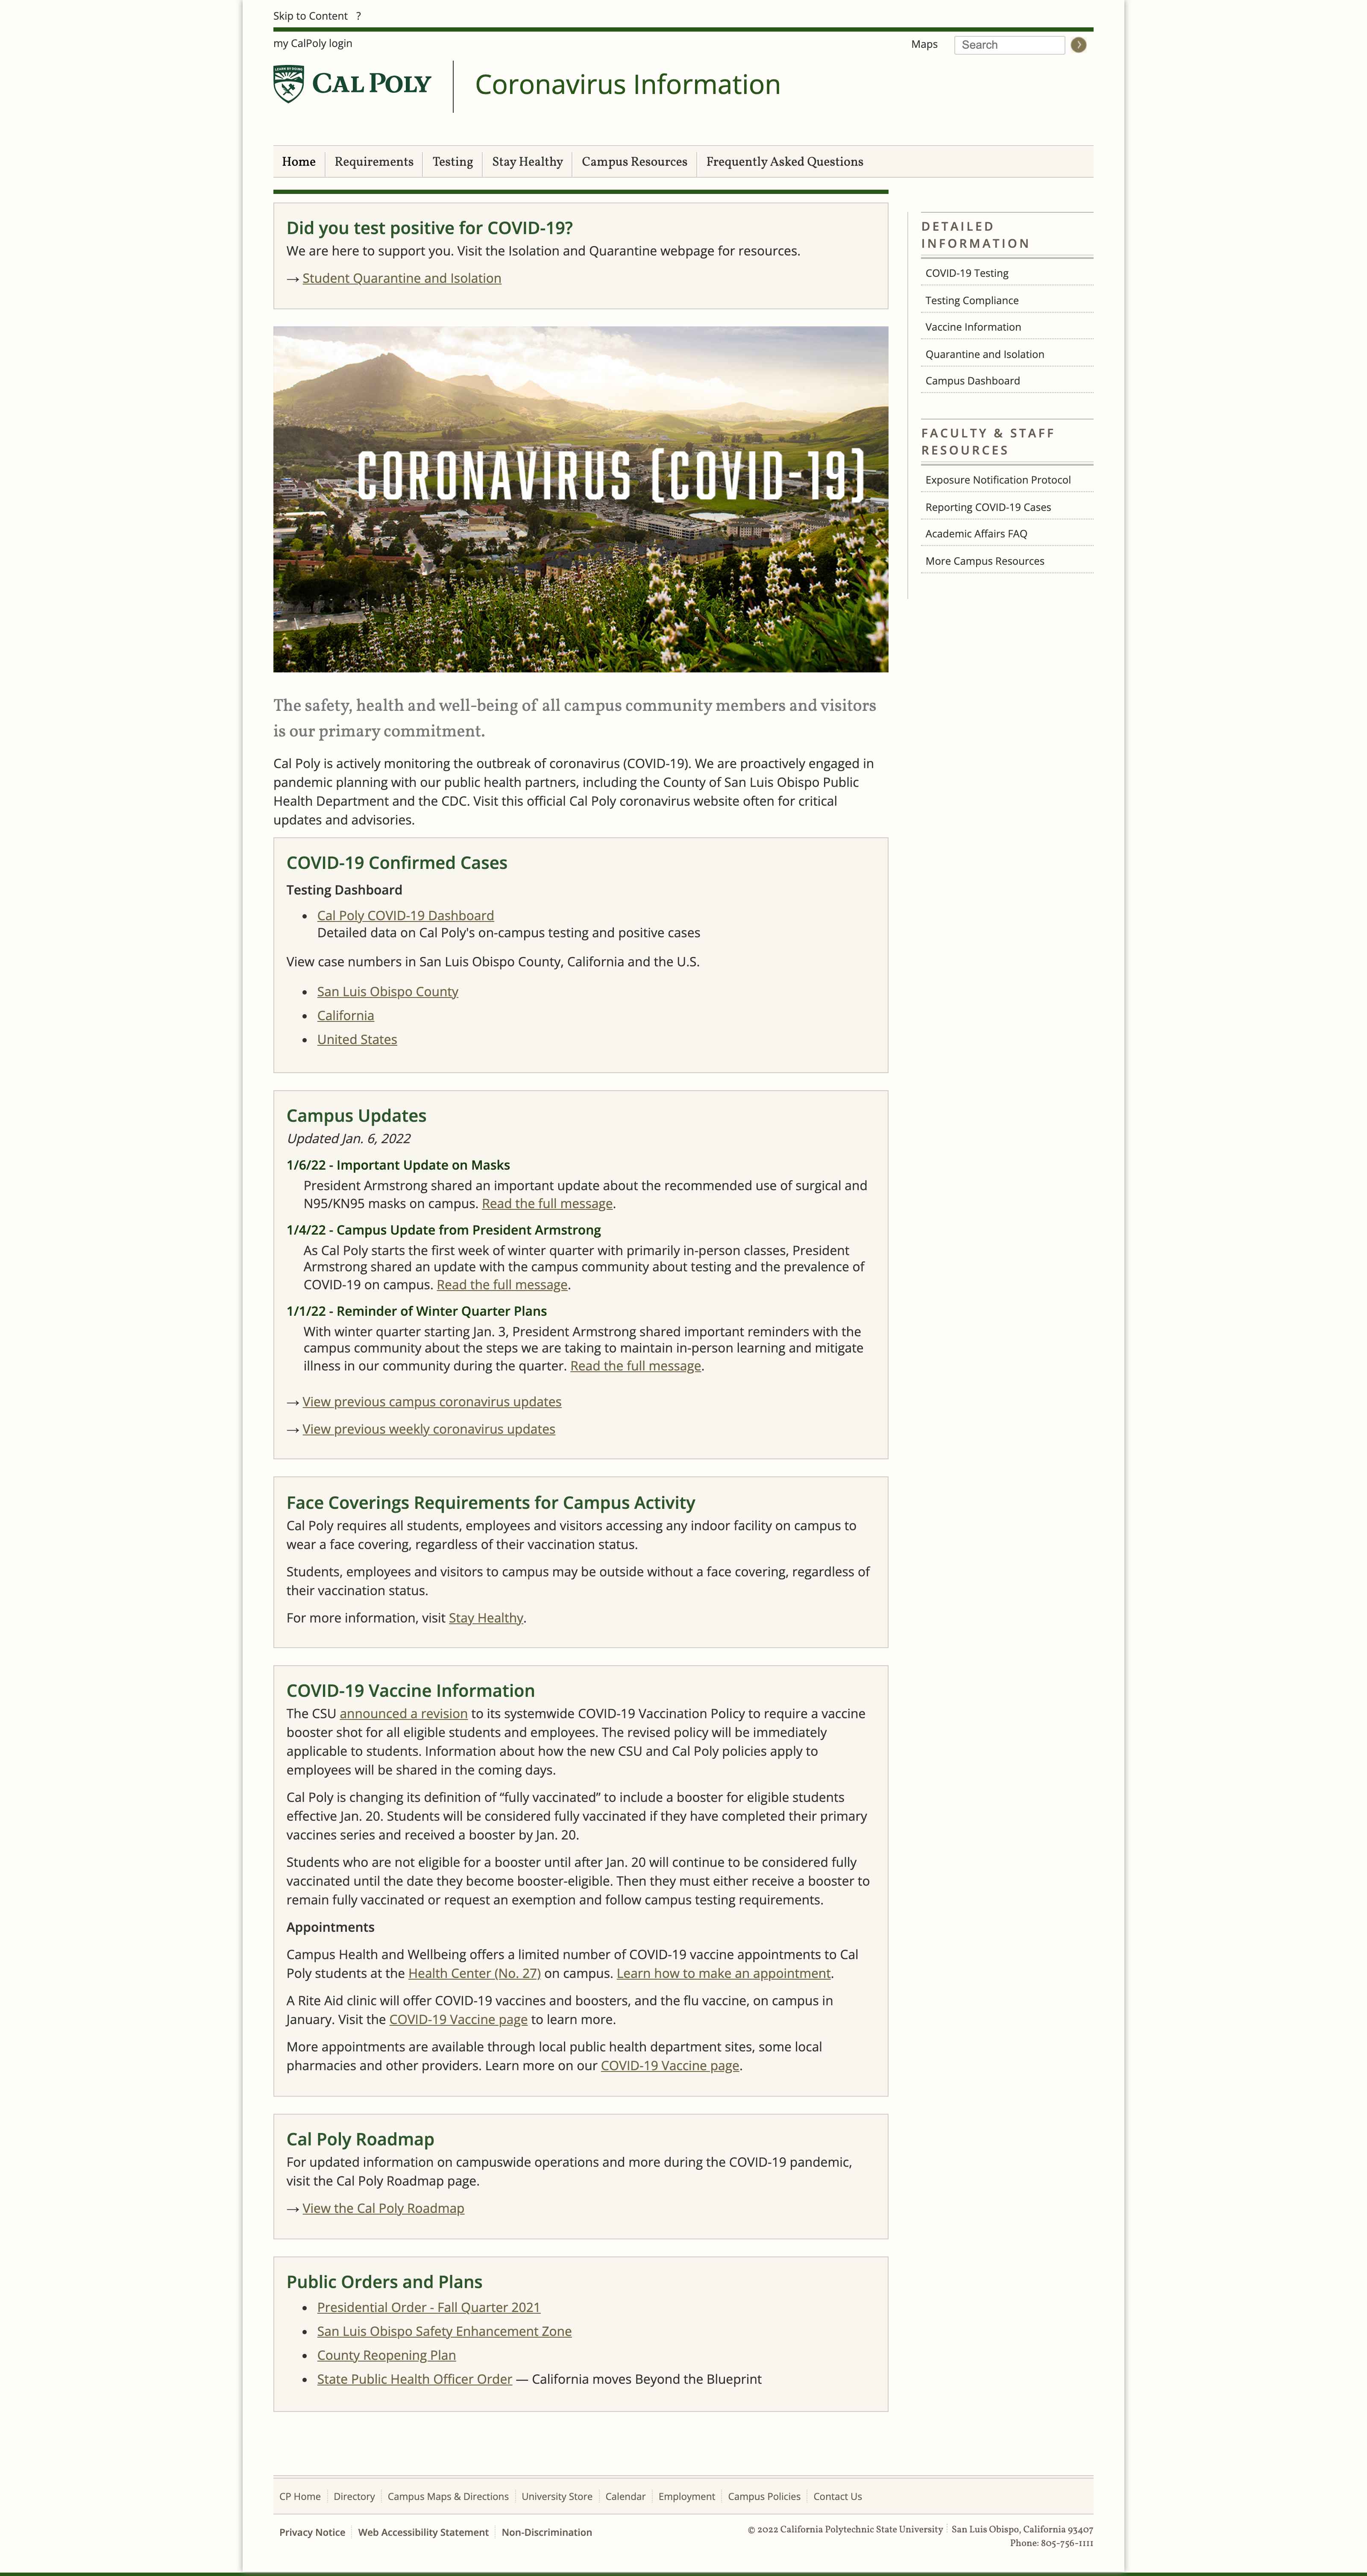 Skip to Content ?
my CalPoly login
Maps
Search
CAL POLY
Coronavirus Information
Home
Requirements
Testing
Stay Healthy
Campus Resources
Frequently Asked Questions
Did you test positive for COVID-19?
We are here to support you. Visit the Isolation and Quarantine webpage for resources.
→ Student Quarantine and Isolation
CORONAVIRUS (COVID-19)
The safety, health and well-being of all campus community members and visitors
is our primary commitment.
Cal Poly is actively monitoring the outbreak of coronavirus (COVID-19). We are proactively engaged in
pandemic planning with our public health partners, including the County of San Luis Obispo Public
Health Department and the CDC. Visit this official Cal Poly coronavirus website often for critical
updates and advisories.
COVID-19 Confirmed Cases
Testing Dashboard
• Cal Poly COVID-19 Dashboard
Detailed data on Cal Poly's on-campus testing and positive cases
View case numbers in San Luis Obispo County, California and the U.S.
• San Luis Obispo County
• California
• United States
Campus Updates
Updated Jan. 6, 2022
1/6/22 - Important Update on Masks
President Armstrong shared an important update about the recommended use of surgical and
N95/KN95 masks on campus. Read the full message.
1/4/22 - Campus Update from President Armstrong
As Cal Poly starts the first week of winter quarter with primarily in-person classes, President
Armstrong shared an update with the campus community about testing and the prevalence of
COVID-19 on campus. Read the full message.
1/1/22 - Reminder of Winter Quarter Plans
With winter quarter starting Jan. 3, President Armstrong shared important reminders with the
campus community about the steps we are taking to maintain in-person learning and mitigate
illness in our community during the quarter. Read the full message.
→ View previous campus coronavirus updates
→ View previous weekly coronavirus updates
Face Coverings Requirements for Campus Activity
Cal Poly requires all students, employees and visitors accessing any indoor facility on campus to
wear a face covering, regardless of their vaccination status.
Students, employees and visitors to campus may be outside without a face covering, regardless of
their vaccination status.
For more information, visit Stay Healthy.
COVID-19 Vaccine Information
The CSU announced a revision to its systemwide COVID-19 Vaccination Policy to require a vaccine
booster shot for all eligible students and employees. The revised policy will be immediately
applicable to students. Information about how the new CSU and Cal Poly policies apply to
employees will be shared in the coming days.
Cal Poly is changing its definition of “fully vaccinated” to include a booster for eligible students
effective Jan. 20. Students will be considered fully vaccinated if they have completed their primary
vaccines series and received a booster by Jan. 20.
Students who are not eligible for a booster until after Jan. 20 will continue to be considered fully
vaccinated until the date they become booster-eligible. Then they must either receive a booster to
remain fully vaccinated or request an exemption and follow campus testing requirements.
Appointments
Campus Health and Wellbeing offers a limited number of COVID-19 vaccine appointments to Cal
Poly students at the Health Center (No. 27) on campus. Learn how to make an appointment.
A Rite Aid clinic will offer COVID-19 vaccines and boosters, and the flu vaccine, on campus in
January. Visit the COVID-19 Vaccine page to learn more.
More appointments are available through local public health department sites, some local
pharmacies and other providers. Learn more on our COVID-19 Vaccine page.
Cal Poly Roadmap
For updated information on campuswide operations and more during the COVID-19 pandemic,
visit the Cal Poly Roadmap page.
→ View the Cal Poly Roadmap
Public Orders and Plans
• Presidential Order - Fall Quarter 2021
• San Luis Obispo Safety Enhancement Zone
• County Reopening Plan
• State Public Health Officer Order — California moves Beyond the Blueprint
DETAILED
INFORMATION
COVID-19 Testing
Testing Compliance
Vaccine Information
Quarantine and Isolation
Campus Dashboard
FACULTY & STAFF
RESOURCES
Exposure Notification Protocol
Reporting COVID-19 Cases
Academic Affairs FAQ
More Campus Resources
CP Home
Directory
Campus Maps & Directions
University Store
Calendar
Employment
Campus Policies
Contact Us
Privacy Notice
Web Accessibility Statement
Non-Discrimination
© 2022 California Polytechnic State University
San Luis Obispo, California 93407
Phone: 805-756-1111